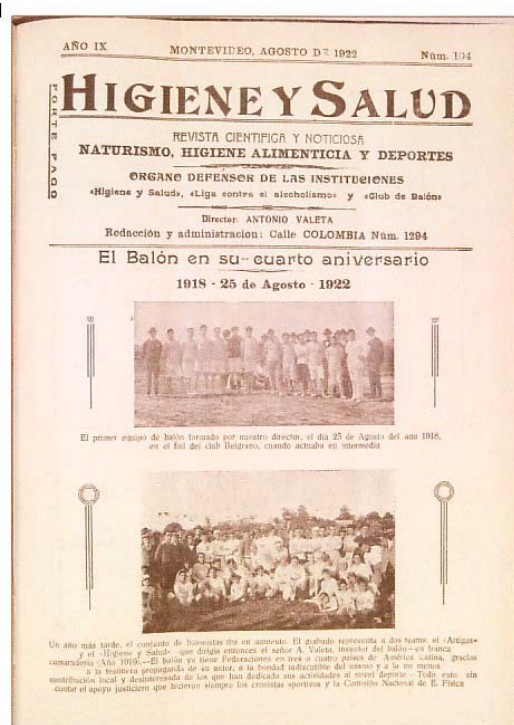 AÑO IX MONTEVIDEO, AGOSTO DE 1922 Núm. 104
PORTE PAGO
HIGIENE Y SALUD
REVISTA CIENTIFICA Y NOTICIOSA
NATURISMO, HIGIENE ALIMENTICIA Y DEPORTES
ORGANO DEFENSOR DE LAS INSTITUCIONES
«Higiene y Salud», «Liga contra el alcoholismo» y «Club de Balón»
Director: ANTONIO VALETA
Redacción y administración: Calle COLOMBIA Núm. 1294
El Balón en su cuarto aniversario
1918 - 25 de Agosto - 1922
El primer equipo de balón formado por nuestro director, el día 25 de Agosto del año 1918,
en el field del club Belgrano, cuando actuaba en intermedia
Un año más tarde, el conjunto de balonistas iba en aumento. El grabado representa a dos teams el «Artigas»
y el «Higiene y Salud» que dirigia entonces el señor A. Valeta, inventor del balón—en franca
camaradería (Año 1919).—El balón ya tiene Federaciones en tres o cuatro países de América Latina, gracias
a la tesonera propaganda de su autor, a la bondad indiscutible del mismo y a la no menos
contribución local y desinteresada de los que han dedicado sus actividades al nivel deporte.—Todo esto sin
contar el apoyo justiciero que hicieron siempre los cronistas sportivos y la Comisión Nacional de E. Física